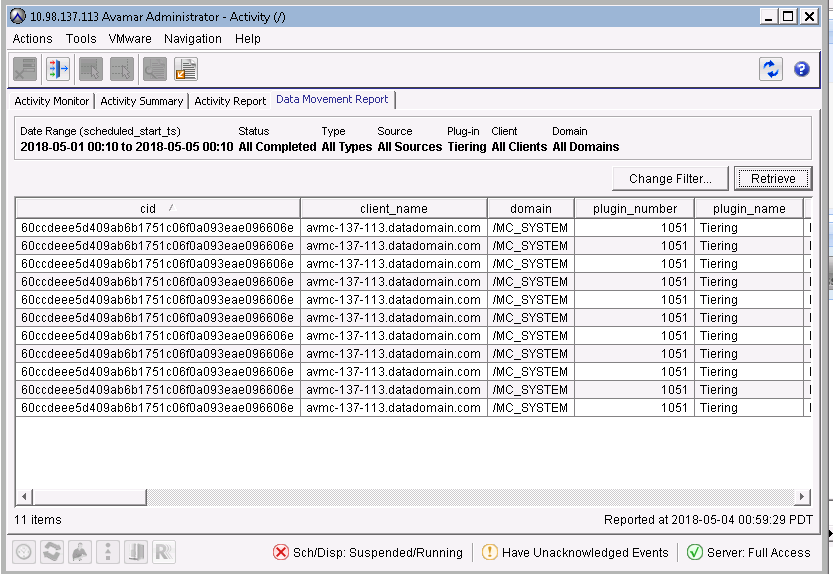 10.98.137.113 Avamar Administrator - Activity (/)
Actions Tools VMware Navigation Help
Activity Monitor Activity Summary Activity Report Data Movement Report
Date Range (scheduled_start_ts) Status Type Source Plug-in Client Domain
2018-05-01 00:10 to 2018-05-05 00:10 All Completed All Types All Sources Tiering All Clients All Domains
Change Filter... Retrieve
cid client_name domain plugin_number plugin_name
60ccdeee5d409ab6b1751c06f0a093eae096606e avmc-137-113.datadomain.com /MC_SYSTEM 1051 Tiering
60ccdeee5d409ab6b1751c06f0a093eae096606e avmc-137-113.datadomain.com /MC_SYSTEM 1051 Tiering
60ccdeee5d409ab6b1751c06f0a093eae096606e avmc-137-113.datadomain.com /MC_SYSTEM 1051 Tiering
60ccdeee5d409ab6b1751c06f0a093eae096606e avmc-137-113.datadomain.com /MC_SYSTEM 1051 Tiering
60ccdeee5d409ab6b1751c06f0a093eae096606e avmc-137-113.datadomain.com /MC_SYSTEM 1051 Tiering
60ccdeee5d409ab6b1751c06f0a093eae096606e avmc-137-113.datadomain.com /MC_SYSTEM 1051 Tiering
60ccdeee5d409ab6b1751c06f0a093eae096606e avmc-137-113.datadomain.com /MC_SYSTEM 1051 Tiering
60ccdeee5d409ab6b1751c06f0a093eae096606e avmc-137-113.datadomain.com /MC_SYSTEM 1051 Tiering
60ccdeee5d409ab6b1751c06f0a093eae096606e avmc-137-113.datadomain.com /MC_SYSTEM 1051 Tiering
60ccdeee5d409ab6b1751c06f0a093eae096606e avmc-137-113.datadomain.com /MC_SYSTEM 1051 Tiering
60ccdeee5d409ab6b1751c06f0a093eae096606e avmc-137-113.datadomain.com /MC_SYSTEM 1051 Tiering
11 items Reported at 2018-05-04 00:59:29 PDT
Sch/Disp: Suspended/Running Have Unacknowledged Events Server: Full Access